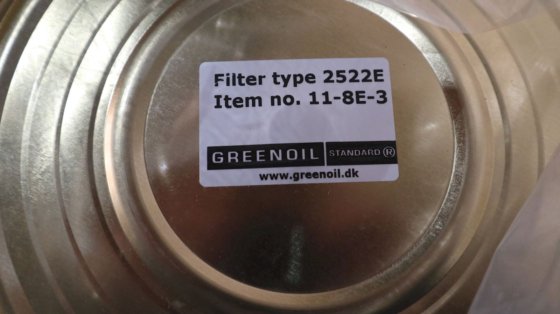 Filter type 2522E
Item no. 11-8E-3
GREENOIL STANDARD ®
www.greenoil.dk